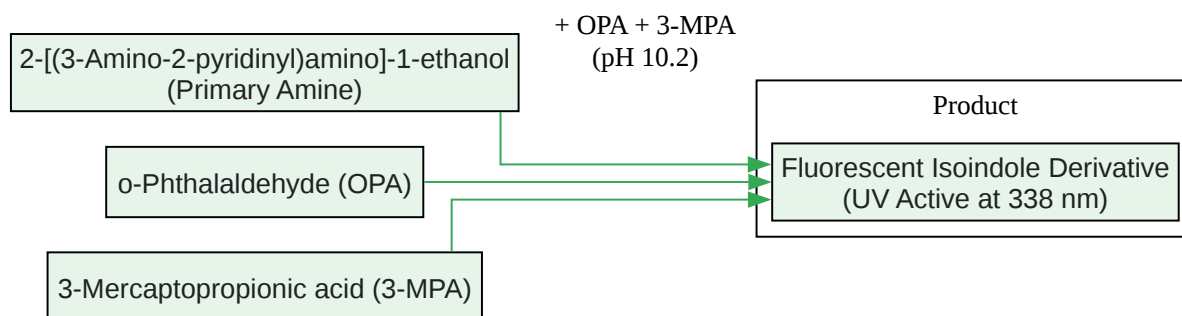 + OPA + 3-MPA
(pH 10.2)
2-[(3-Amino-2-pyridinyl)amino]-1-ethanol
(Primary Amine)
Product
o-Phthalaldehyde (OPA)
Fluorescent Isoindole Derivative
(UV Active at 338 nm)
3-Mercaptopropionic acid (3-MPA)